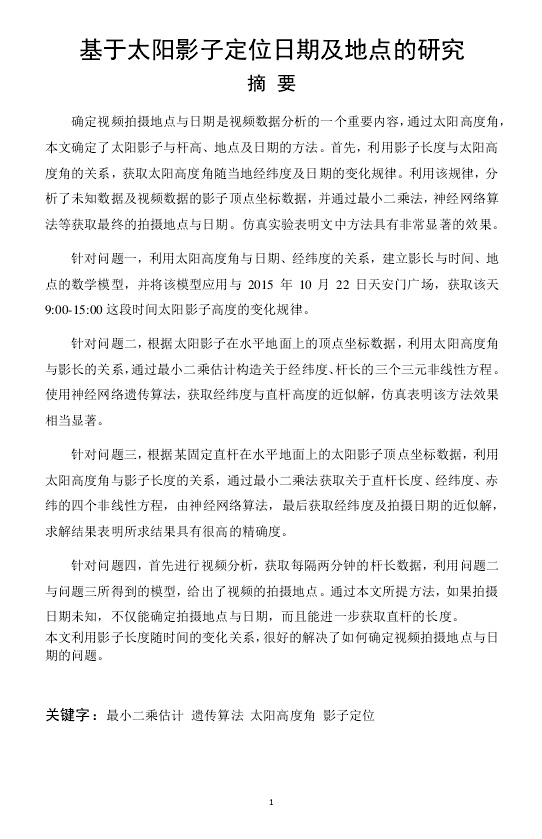 基于太阳影子定位日期及地点的研究
摘 要
确定视频拍摄地点与日期是视频数据分析的一个重要内容，通过太阳高度角，
本文确定了太阳影子与杆高、地点及日期的方法。首先，利用影子长度与太阳高
度角的关系，获取太阳高度角随当地经纬度及日期的变化规律。利用该规律，分
析了未知数据及视频数据的影子顶点坐标数据，并通过最小二乘法，神经网络算
法等获取最终的拍摄地点与日期。仿真实验表明文中方法具有非常显著的效果。
针对问题一，利用太阳高度角与日期、经纬度的关系，建立影长与时间、地
点的数学模型，并将该模型应用与 2015 年 10 月 22 日天安门广场，获取该天
9:00-15:00 这段时间太阳影子高度的变化规律。
针对问题二，根据太阳影子在水平地面上的顶点坐标数据，利用太阳高度角
与影长的关系，通过最小二乘估计构造关于经纬度、杆长的三个三元非线性方程。
使用神经网络遗传算法，获取经纬度与直杆高度的近似解，仿真表明该方法效果
相当显著。
针对问题三，根据某固定直杆在水平地面上的太阳影子顶点坐标数据，利用
太阳高度角与影子长度的关系，通过最小二乘法获取关于直杆长度、经纬度、赤
纬的四个非线性方程，由神经网络算法，最后获取经纬度及拍摄日期的近似解，
求解结果表明所求结果具有很高的精确度。
针对问题四，首先进行视频分析，获取每隔两分钟的杆长数据，利用问题二
与问题三所得到的模型，给出了视频的拍摄地点。通过本文所提方法，如果拍摄
日期未知，不仅能确定拍摄地点与日期，而且能进一步获取直杆的长度。
本文利用影子长度随时间的变化关系，很好的解决了如何确定视频拍摄地点与日
期的问题。
关键字：最小二乘估计 遗传算法 太阳高度角 影子定位
1